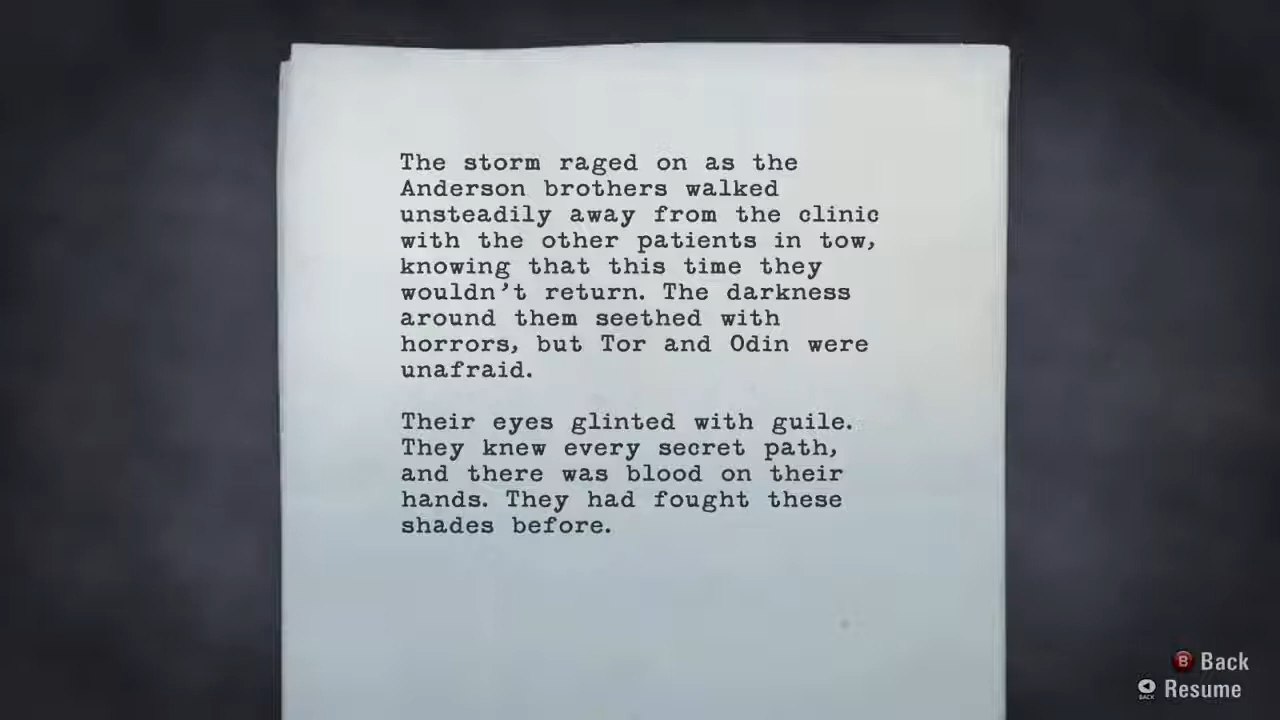 The storm raged on as the
Anderson brothers walked
unsteadily away from the clinic
with the other patients in tow,
knowing that this time they
wouldn't return. The darkness
around them seethed with
horrors, but Tor and Odin were
unafraid.
Their eyes glinted with guile.
They knew every secret path,
and there was blood on their
hands. They had fought these
shades before.
B Back
BACK Resume